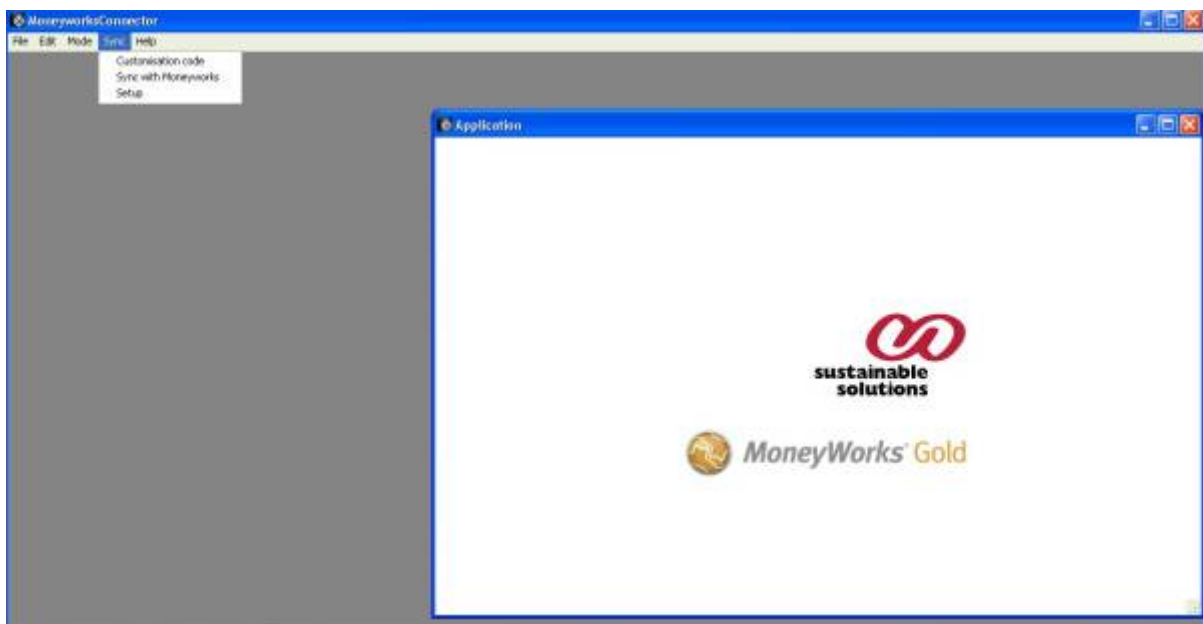 MoneyworksConnector
File Edit Mode Sync Help
Customisation code
Sync with Moneyworks
Setup
Application
sustainable
solutions
MoneyWorks® Gold